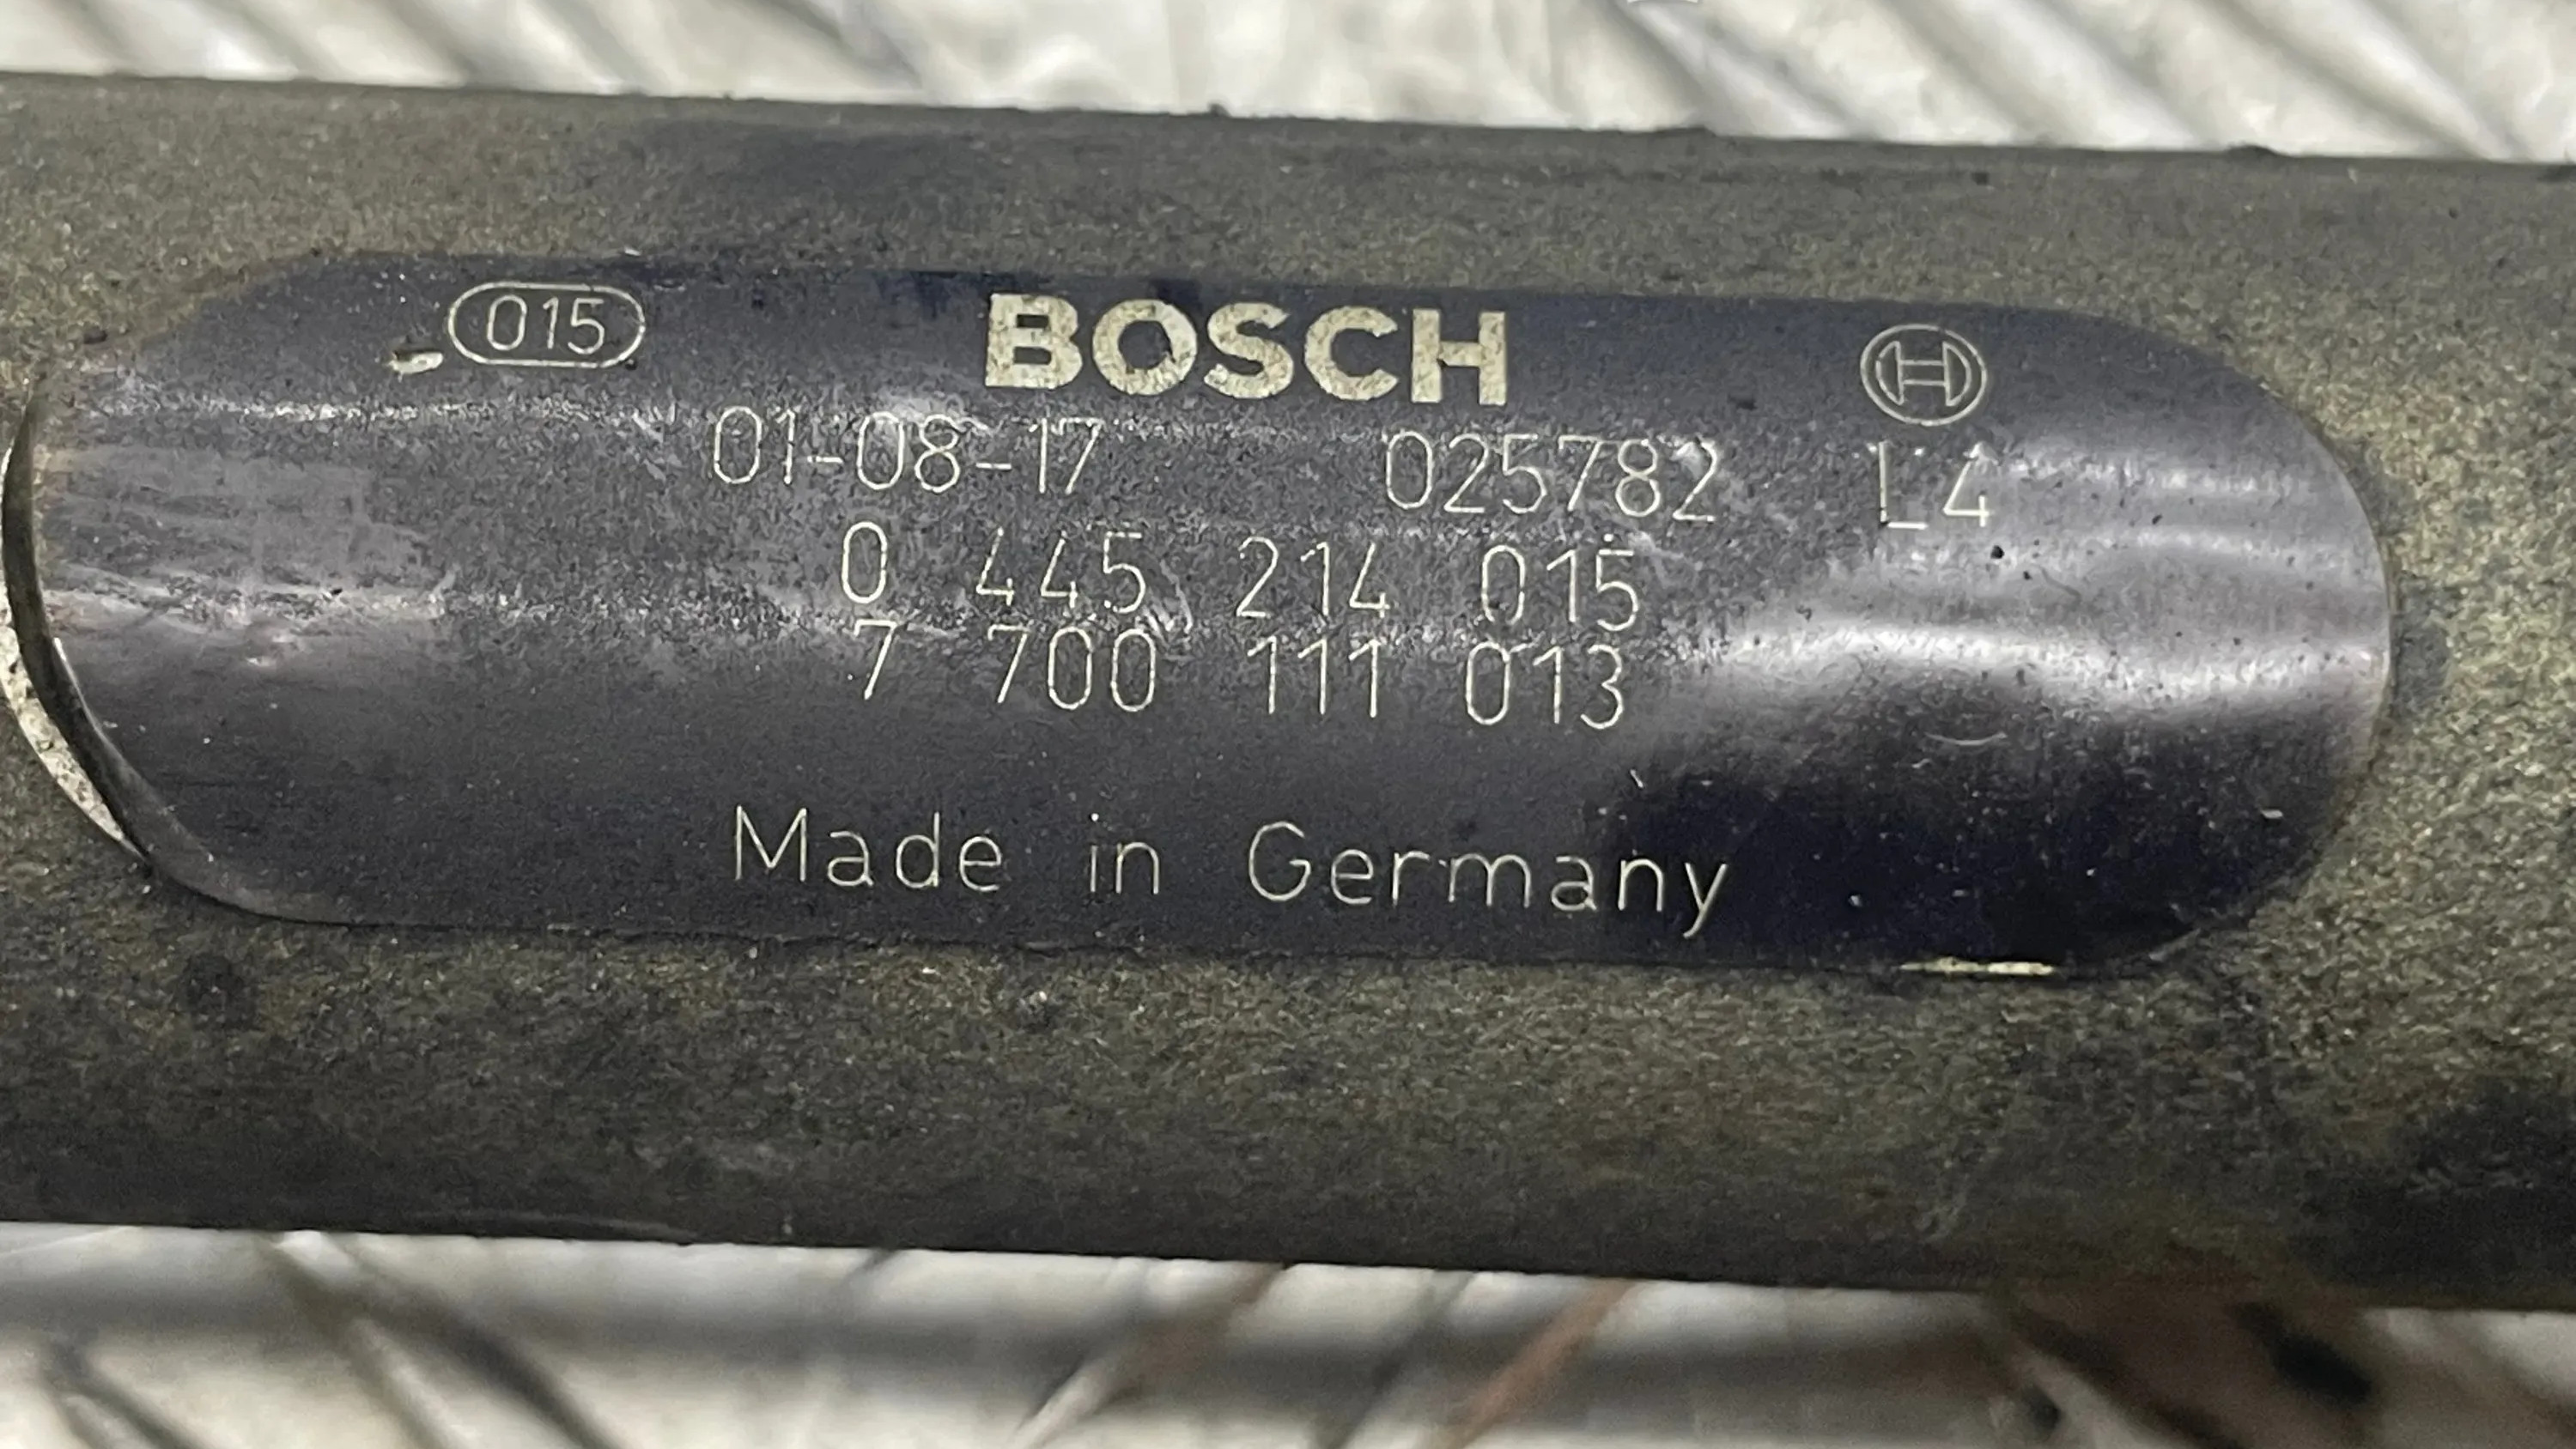 015 BOSCH
01-08-17 025782 L4
0 445 214 015
7 700 111 013
Made in Germany